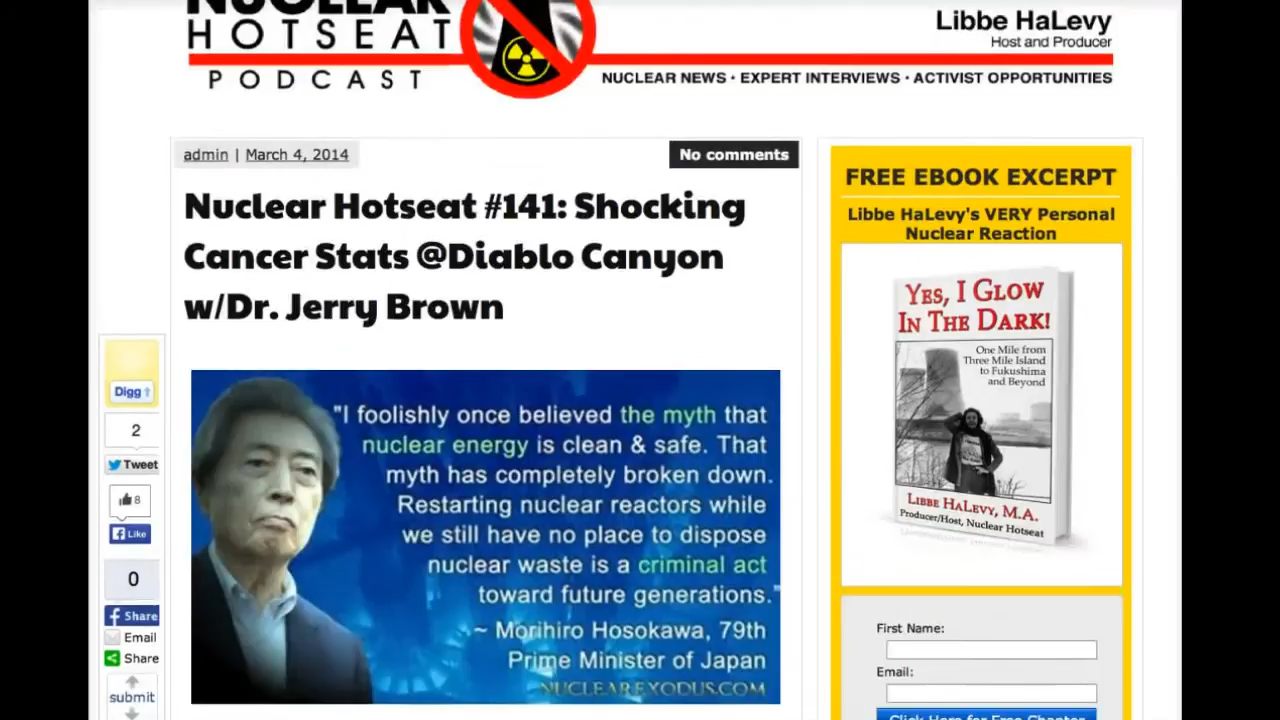 NUCLEAR
HOTSEAT
PODCAST
Libbe HaLevy
Host and Producer
NUCLEAR NEWS · EXPERT INTERVIEWS · ACTIVIST OPPORTUNITIES
admin | March 4, 2014
No comments
Nuclear Hotseat #141: Shocking
Cancer Stats @Diablo Canyon
w/Dr. Jerry Brown
Digg
2
Tweet
8
Like
0
Share
Email
Share
submit
"I foolishly once believed the myth that
nuclear energy is clean & safe. That
myth has completely broken down.
Restarting nuclear reactors while
we still have no place to dispose
nuclear waste is a criminal act
toward future generations."
~ Morihiro Hosokawa, 79th
Prime Minister of Japan
NUCLEAREXODUS.COM
FREE EBOOK EXCERPT
Libbe HaLevy's VERY Personal
Nuclear Reaction
YES, I GLOW
IN THE DARK!
One Mile from
Three Mile Island
to Fukushima
and Beyond
LIBBE HALEVY, M.A.
Producer/Host, Nuclear Hotseat
First Name:
Email:
Click Here for Free Chapter